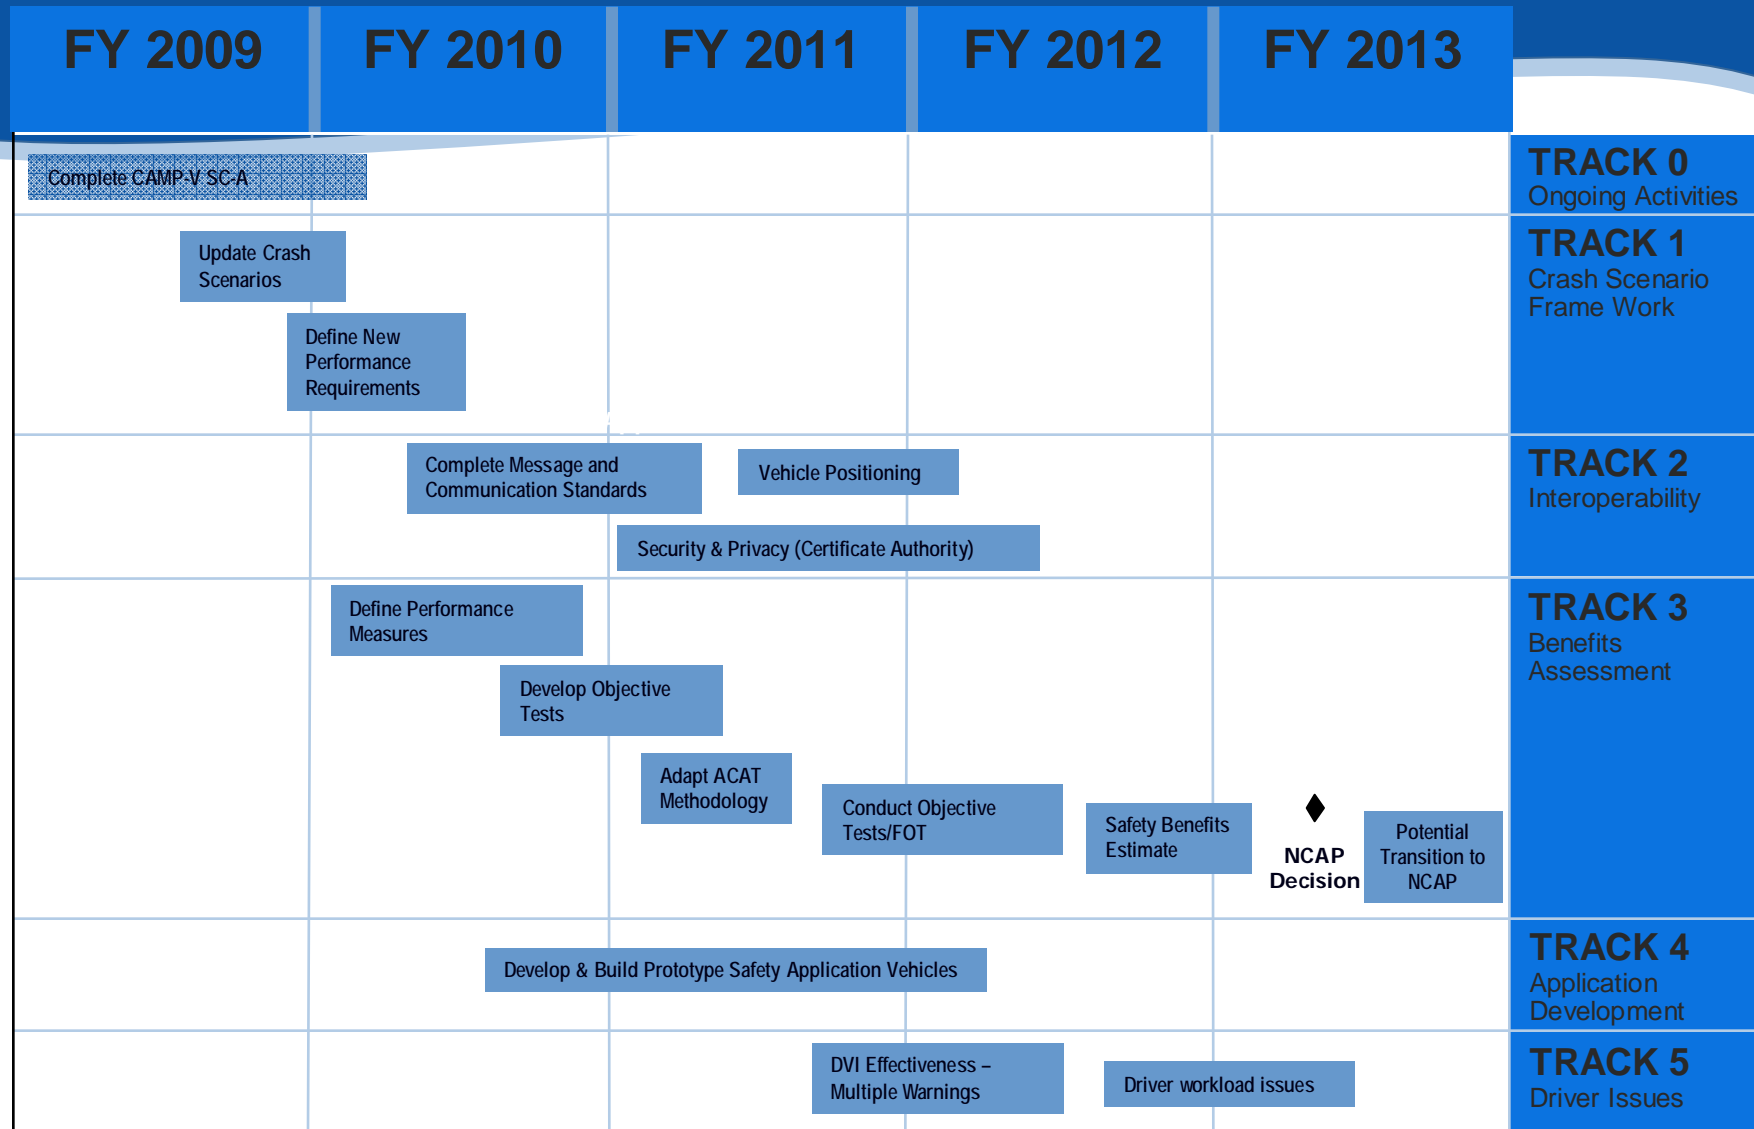 FY 2009
FY 2010
FY 2011
FY 2012
FY 2013
Complete CAMP-V SC-A
TRACK 0
Ongoing Activities
Update Crash
Scenarios
Define New
Performance
Requirements
TRACK 1
Crash Scenario
Frame Work
Complete Message and
Communication Standards
Vehicle Positioning
Security & Privacy (Certificate Authority)
TRACK 2
Interoperability
Define Performance
Measures
Develop Objective
Tests
Adapt ACAT
Methodology
Conduct Objective
Tests/FOT
Safety Benefits
Estimate
NCAP
Decision
Potential
Transition to
NCAP
TRACK 3
Benefits
Assessment
Develop & Build Prototype Safety Application Vehicles
TRACK 4
Application
Development
DVI Effectiveness –
Multiple Warnings
Driver workload issues
TRACK 5
Driver Issues